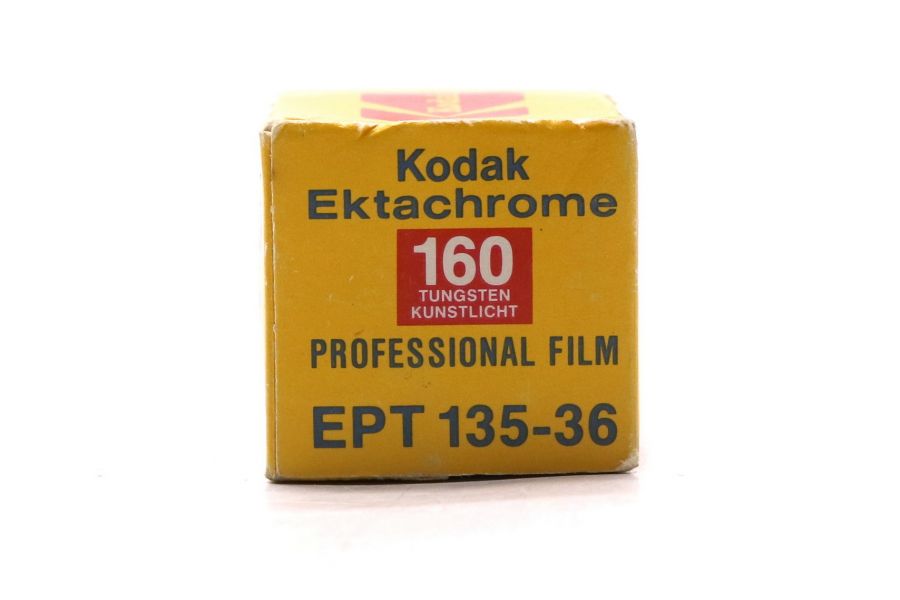 Kodak
Ektachrome
160
TUNGSTEN
KUNSTLICHT
PROFESSIONAL FILM
EPT 135-36